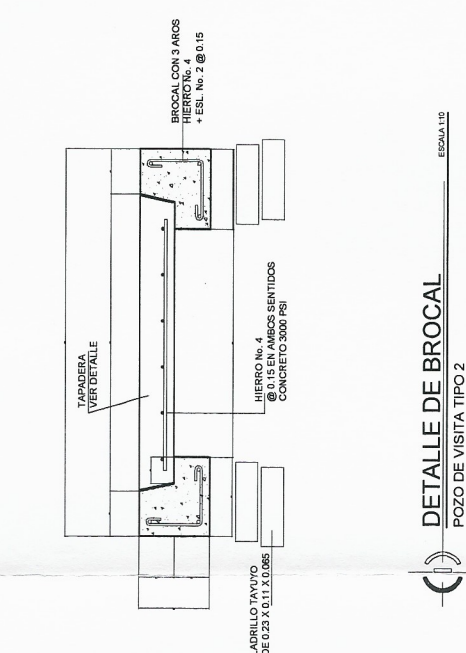 BROCAL CON 3 AROS
HIERRO No. 4
+ ESL. No. 2 @ 0.15
TAPADERA
VER DETALLE
HIERRO No. 4
@ 0.15 EN AMBOS SENTIDOS
CONCRETO 3000 PSI
LADRILLO TAYUYO
DE 0.23 X 0.11 X 0.065
DETALLE DE BROCAL
ESCALA 1:10
POZO DE VISITA TIPO 2